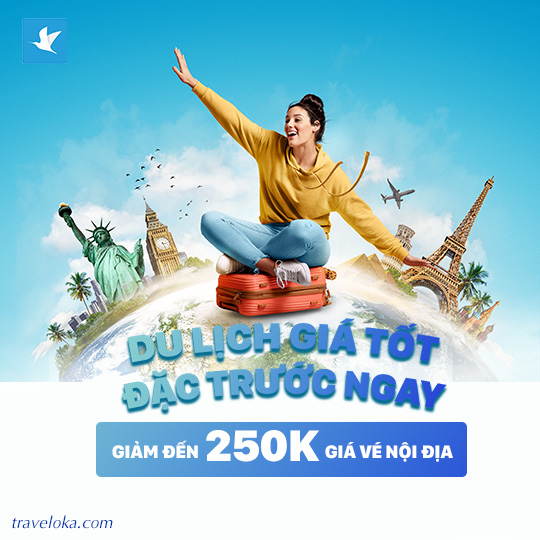 DU LỊCH GIÁ TỐT
ĐẶC TRƯỚC NGAY
GIẢM ĐẾN 250K GIÁ VÉ NỘI ĐỊA
traveloka.com